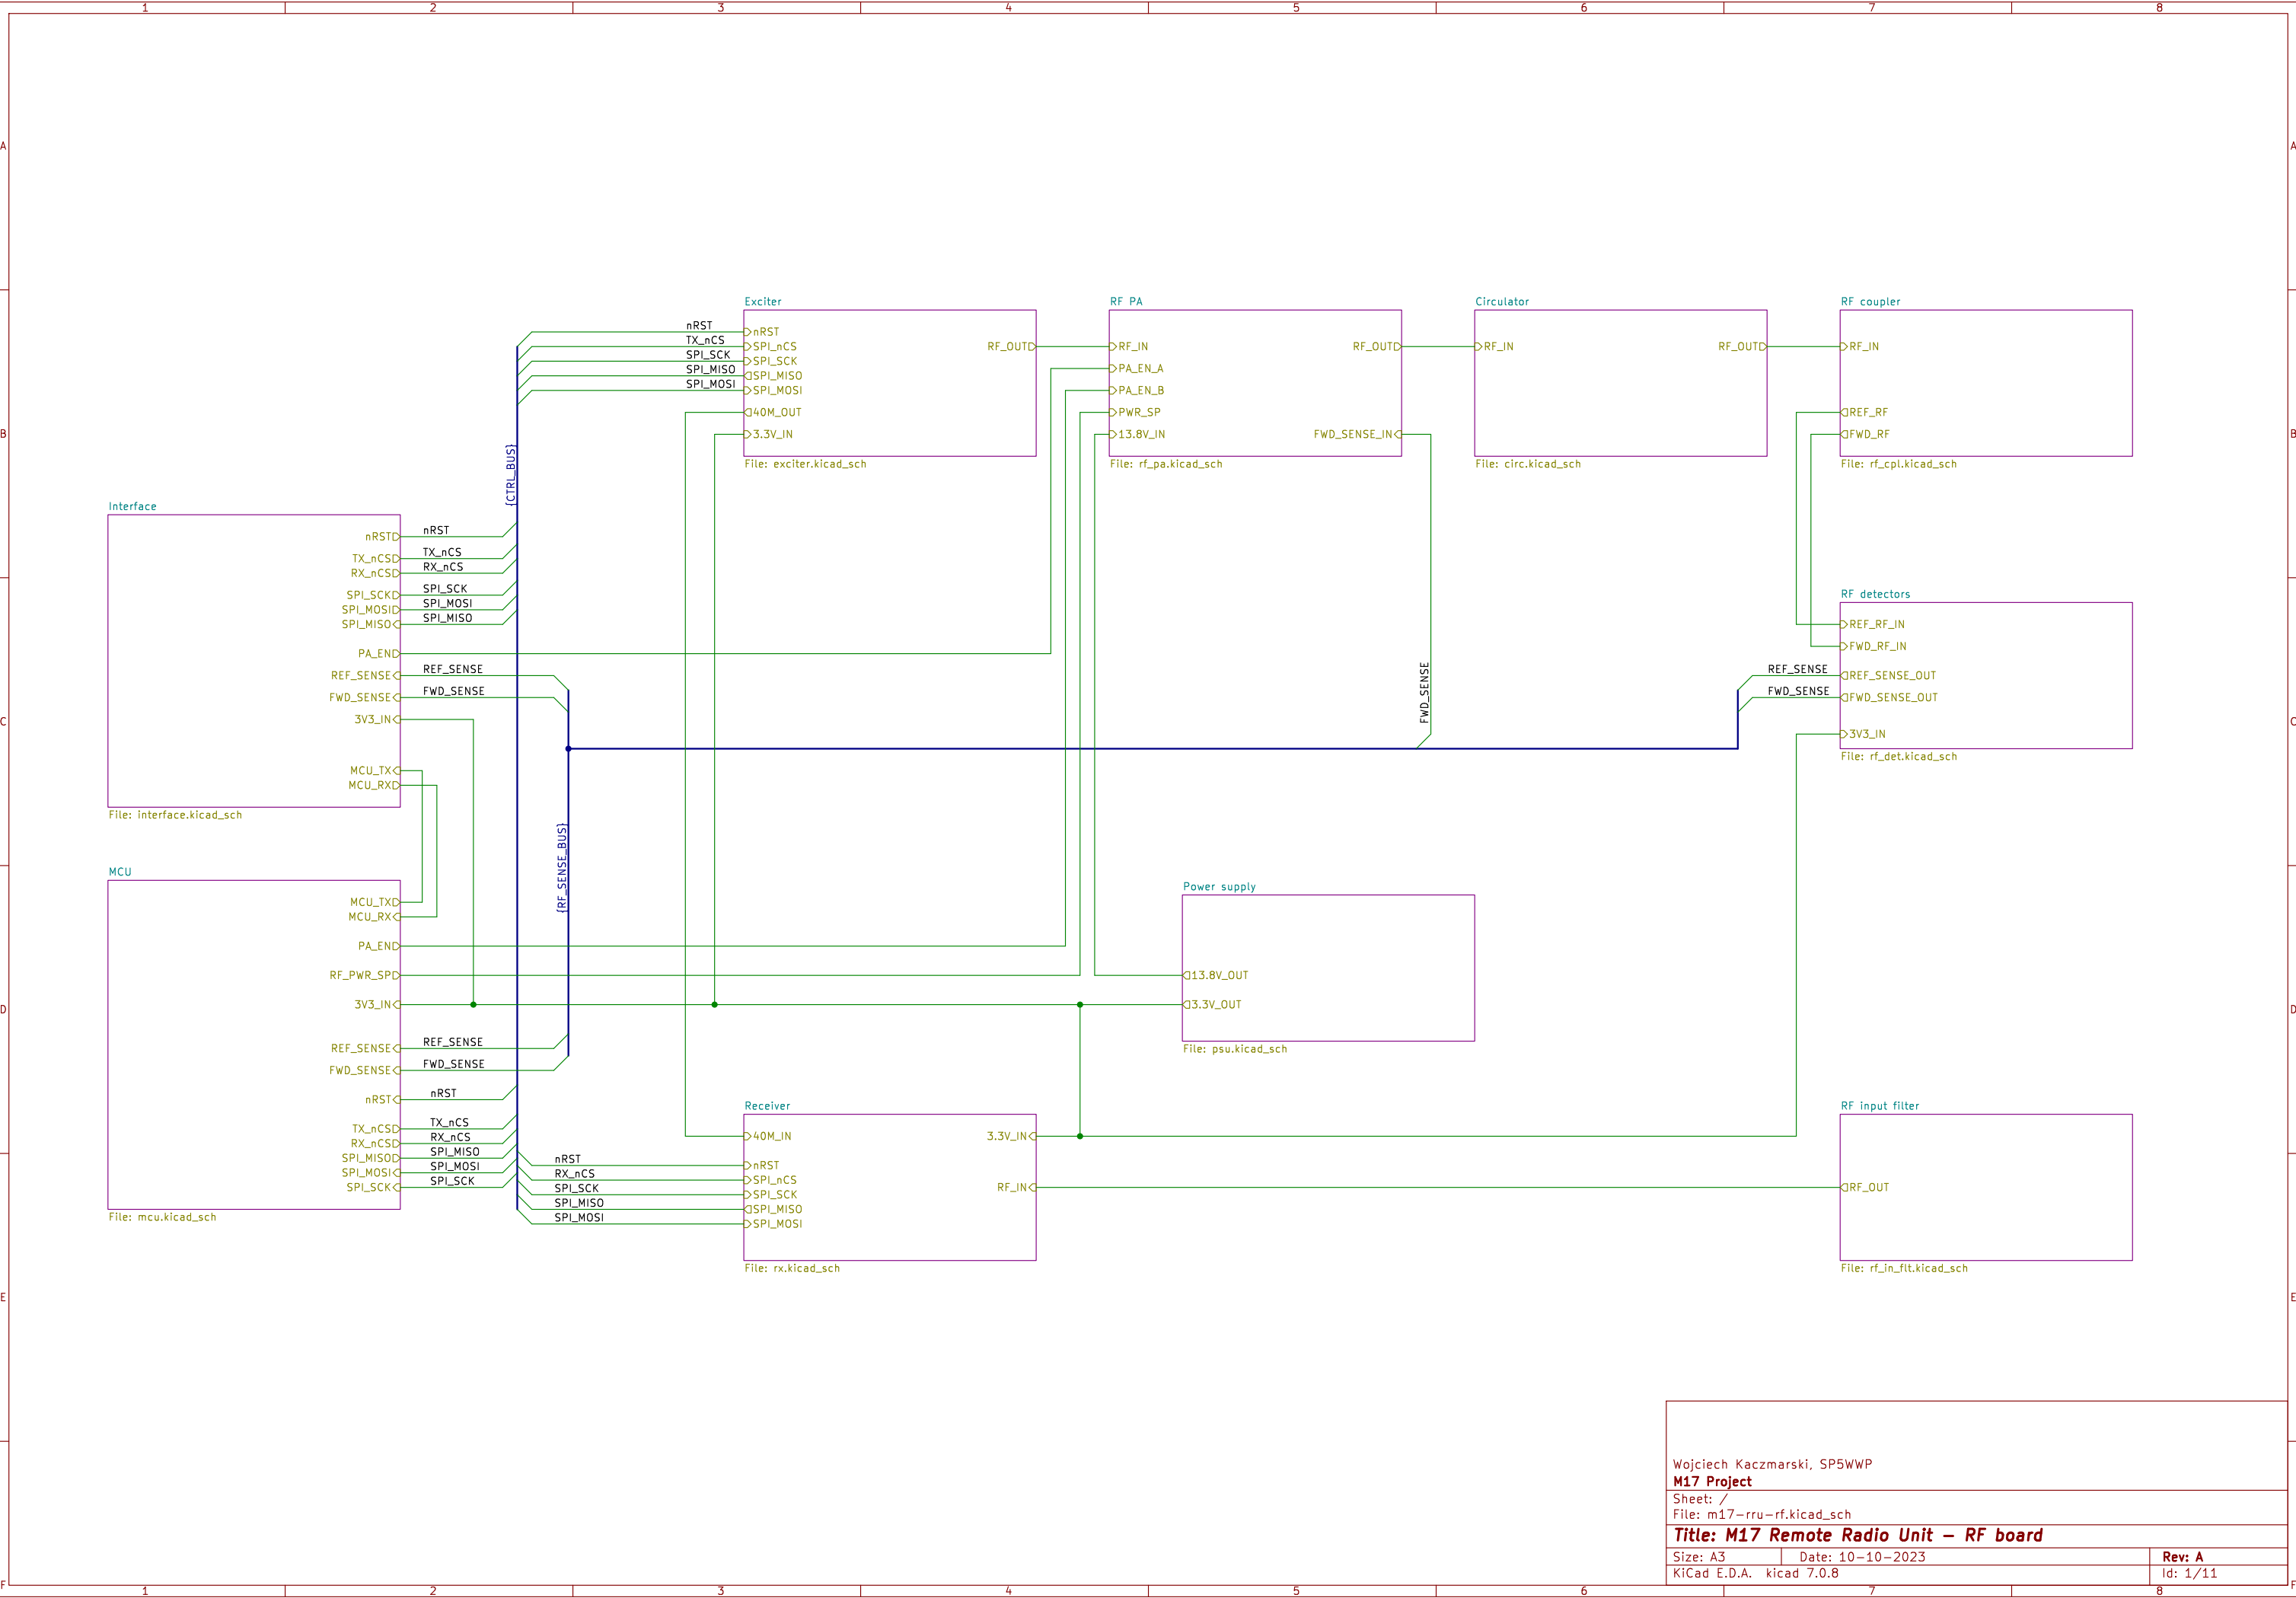 1 2 3 4 5 6 7 8
A A
B B
C C
D D
E E
F F
Exciter
nRST
TX_nCS
SPI_SCK
SPI_MISO
SPI_MOSI
nRST
SPI_nCS
SPI_SCK
SPI_MISO
SPI_MOSI
40M_OUT
3.3V_IN
RF_OUT
File: exciter.kicad_sch
RF PA
RF_IN
PA_EN_A
PA_EN_B
PWR_SP
13.8V_IN
RF_OUT
FWD_SENSE_IN
File: rf_pa.kicad_sch
Circulator
RF_IN
RF_OUT
File: circ.kicad_sch
RF coupler
RF_IN
REF_RF
FWD_RF
File: rf_cpl.kicad_sch
{CTRL_BUS}
Interface
nRST
TX_nCS
RX_nCS
SPI_SCK
SPI_MOSI
SPI_MISO
PA_EN
REF_SENSE
FWD_SENSE
3V3_IN
MCU_TX
MCU_RX
nRST
TX_nCS
RX_nCS
SPI_SCK
SPI_MOSI
SPI_MISO
REF_SENSE
FWD_SENSE
File: interface.kicad_sch
FWD_SENSE
RF detectors
REF_RF_IN
FWD_RF_IN
REF_SENSE_OUT
FWD_SENSE_OUT
3V3_IN
REF_SENSE
FWD_SENSE
File: rf_det.kicad_sch
{RF_SENSE_BUS}
MCU
MCU_TX
MCU_RX
PA_EN
RF_PWR_SP
3V3_IN
REF_SENSE
FWD_SENSE
nRST
TX_nCS
RX_nCS
SPI_MISO
SPI_MOSI
SPI_SCK
REF_SENSE
FWD_SENSE
nRST
TX_nCS
RX_nCS
SPI_MISO
SPI_MOSI
SPI_SCK
File: mcu.kicad_sch
Power supply
13.8V_OUT
3.3V_OUT
File: psu.kicad_sch
Receiver
nRST
RX_nCS
SPI_SCK
SPI_MISO
SPI_MOSI
40M_IN
nRST
SPI_nCS
SPI_SCK
SPI_MISO
SPI_MOSI
3.3V_IN
RF_IN
File: rx.kicad_sch
RF input filter
RF_OUT
File: rf_in_flt.kicad_sch
Wojciech Kaczmarski, SP5WWP
M17 Project
Sheet: /
File: m17-rru-rf.kicad_sch
Title: M17 Remote Radio Unit – RF board
Size: A3 Date: 10-10-2023 Rev: A
KiCad E.D.A. kicad 7.0.8 Id: 1/11
1 2 3 4 5 6 7 8